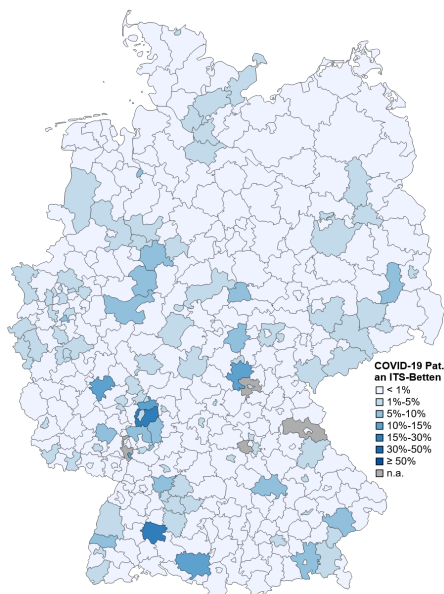 COVID-19 Pat.
an ITS-Betten
< 1%
1%-5%
5%-10%
10%-15%
15%-30%
30%-50%
≥ 50%
n.a.